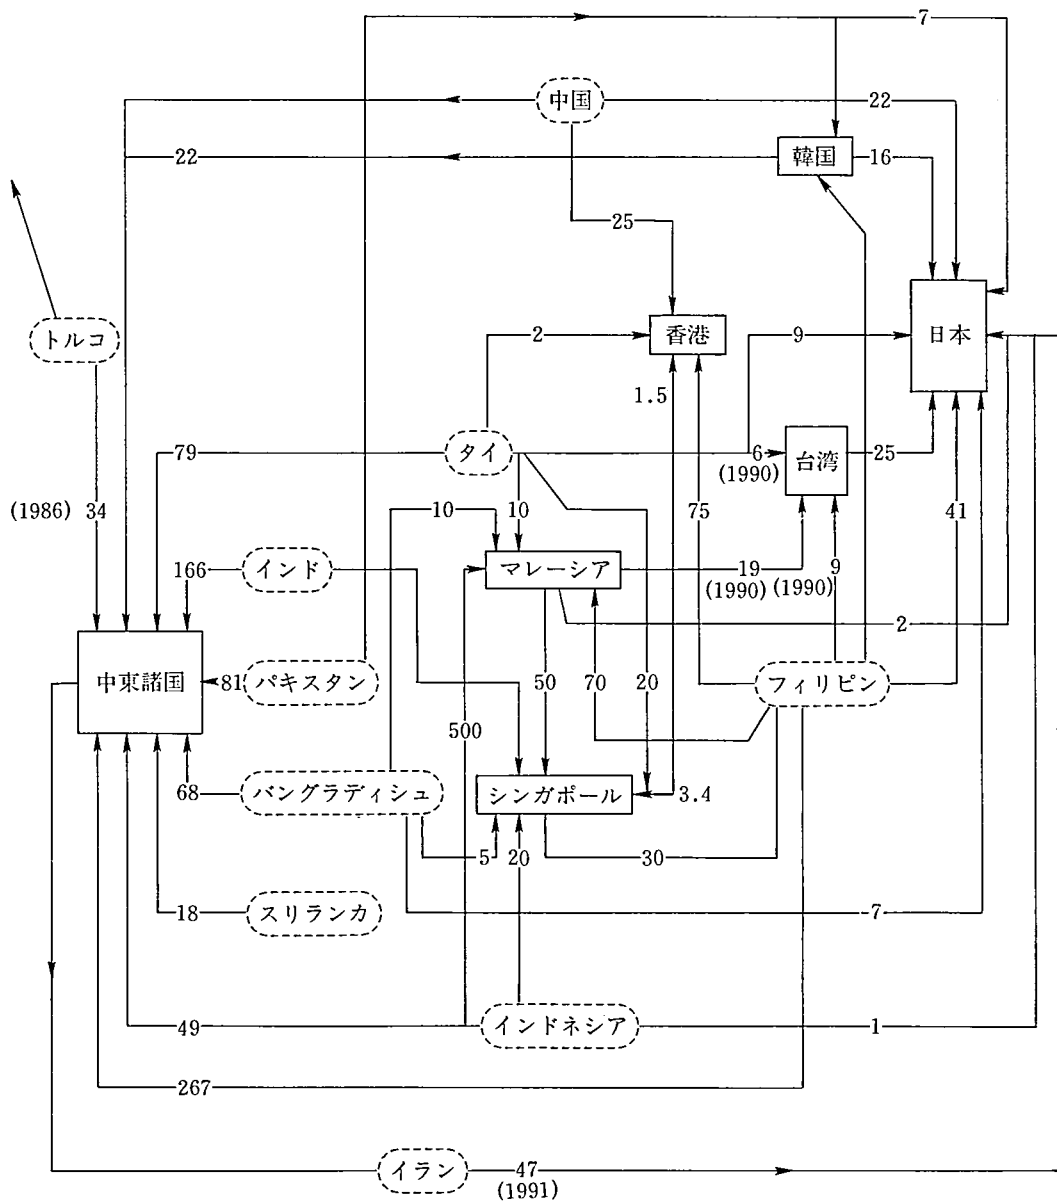 7
中国
22
22
韓国
16
25
トルコ
2
香港
9
日本
1.5
79
タイ
6
(1990)
台湾
25
(1986) 34
10
10
75
41
166
インド
マレーシア
19
(1990)
(1990)
9
2
中東諸国
81
パキスタン
50
70
20
フィリピン
500
68
バングラディシュ
シンガポール
3.4
5
20
30
18
スリランカ
7
49
インドネシア
1
267
イラン
47
(1991)